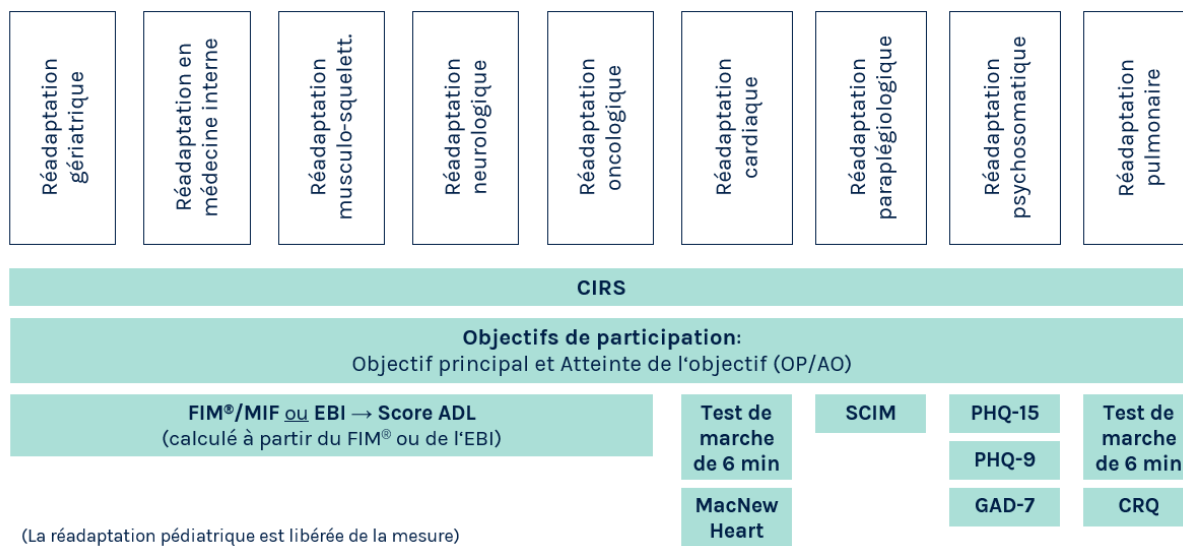 Réadaptation
gériatrique
Réadaptation en
médecine interne
Réadaptation
musculo-squelett.
Réadaptation
neurologique
Réadaptation
oncologique
Réadaptation
cardiaque
Réadaptation
paraplégiologique
Réadaptation
psychosomatique
Réadaptation
pulmonaire
CIRS
Objectifs de participation:
Objectif principal et Atteinte de l‘objectif (OP/AO)
FIM®/MIF ou EBI → Score ADL
(calculé à partir du FIM® ou de l‘EBI)
Test de
marche
de 6 min
MacNew
Heart
SCIM
PHQ-15
PHQ-9
GAD-7
Test de
marche
de 6 min
CRQ
(La réadaptation pédiatrique est libérée de la mesure)